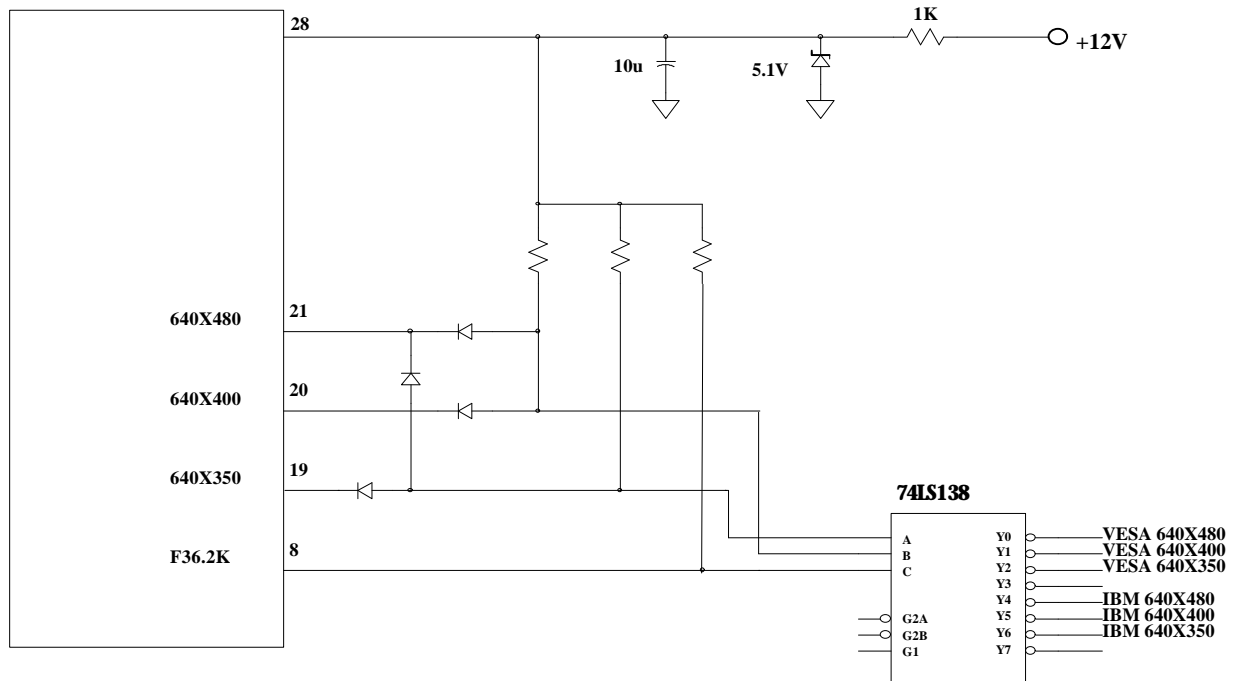 28
1K
+12V
10u
5.1V
640X480
21
640X400
20
640X350
19
F36.2K
8
74LS138
A
B
C
G2A
G2B
G1
Y0
Y1
Y2
Y3
Y4
Y5
Y6
Y7
VESA 640X480
VESA 640X400
VESA 640X350
IBM 640X480
IBM 640X400
IBM 640X350